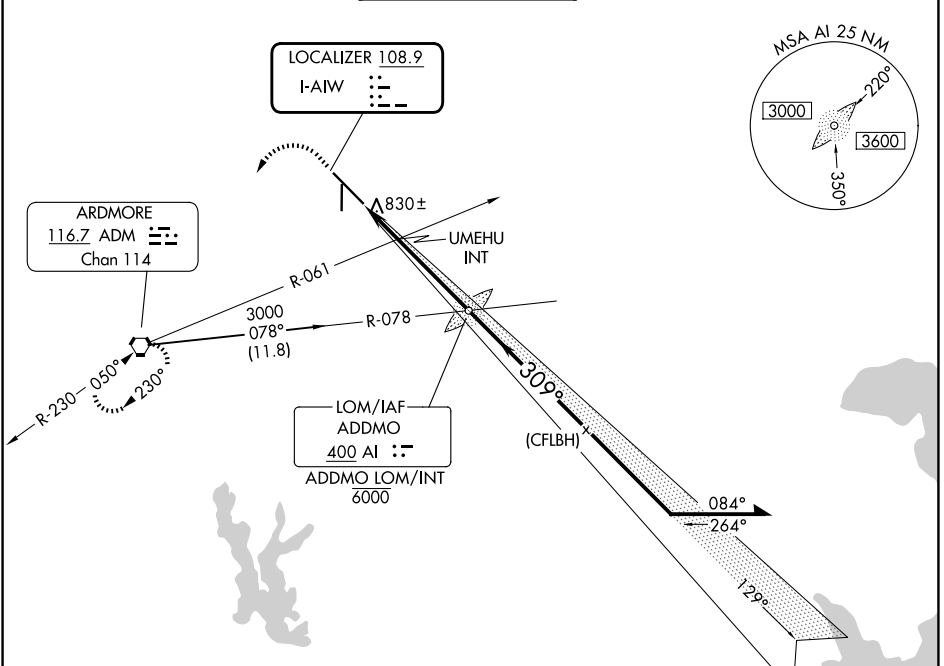 LOCALIZER 108.9
I-AIW
MSA AI 25 NM
220°
3000
3600
350°
830±
ARDMORE
116.7 ADM
Chan 114
UMEHU
INT
R-061
3000
078°
(11.8)
R-078
R-230
050°
230°
309°
LOM/IAF
ADDMO
400 AI
ADDMO LOM/INT
6000
(CFLBH)
084°
264°
129°